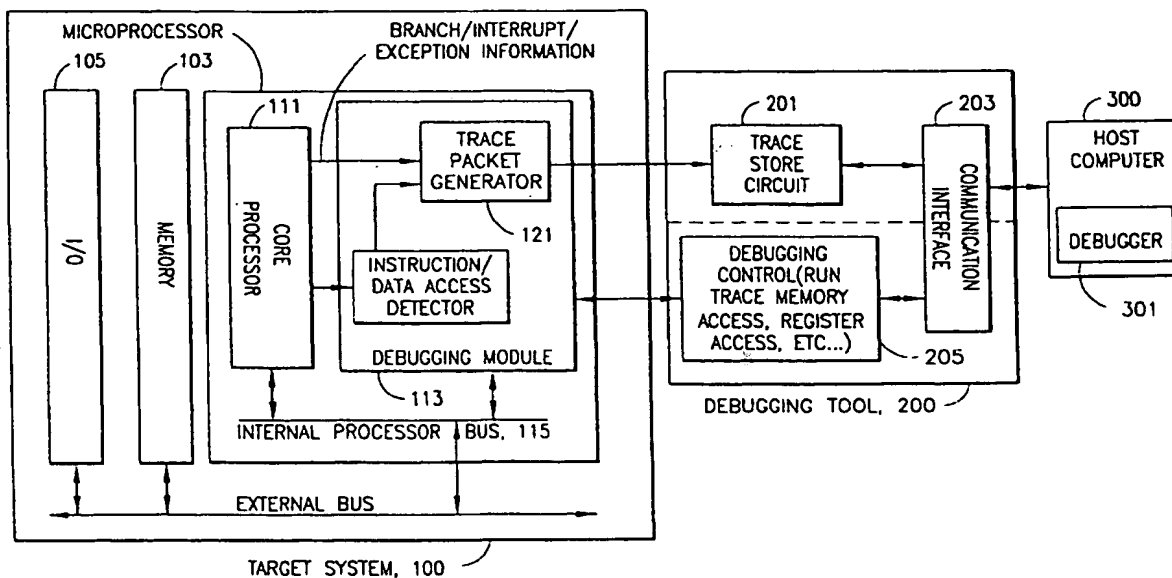 MICROPROCESSOR
BRANCH/INTERRUPT/
EXCEPTION INFORMATION
105
103
I/O
MEMORY
111
CORE
PROCESSOR
TRACE
PACKET
GENERATOR
121
INSTRUCTION/
DATA ACCESS
DETECTOR
DEBUGGING MODULE
113
INTERNAL PROCESSOR BUS, 115
EXTERNAL BUS
TARGET SYSTEM, 100
201
TRACE
STORE
CIRCUIT
203
COMMUNICATION
INTERFACE
DEBUGGING
CONTROL(RUN
TRACE MEMORY
ACCESS, REGISTER
ACCESS, ETC...)
205
DEBUGGING TOOL, 200
300
HOST
COMPUTER
DEBUGGER
301